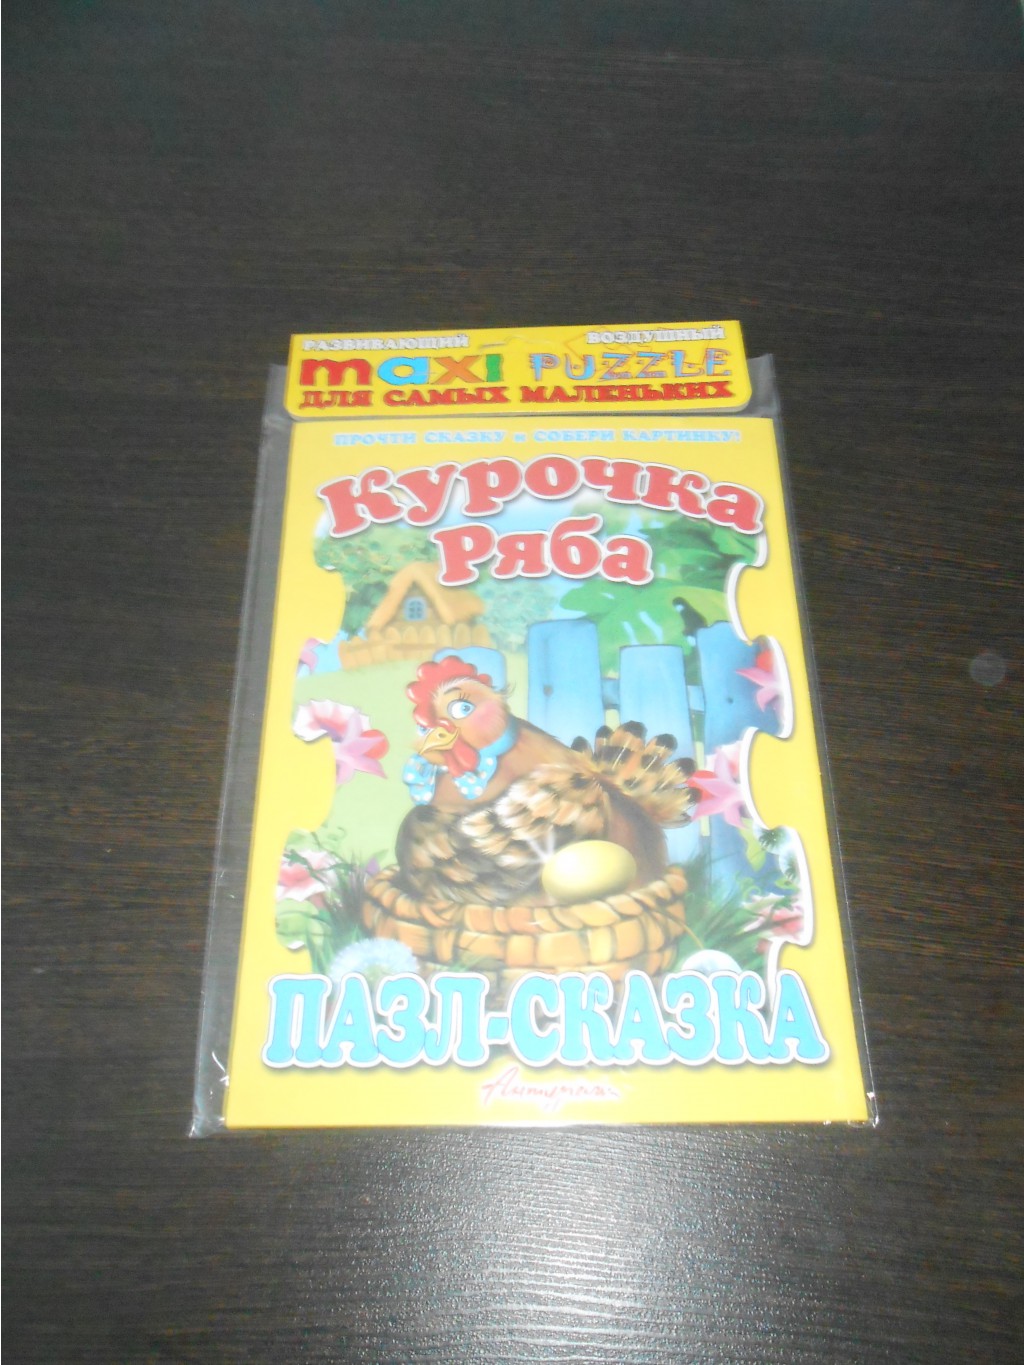 РАЗВИВАЮЩИЙ ВОЗДУШНЫЙ
maxi PUZZLE
ДЛЯ САМЫХ МАЛЕНЬКИХ
ПРОЧТИ СКАЗКУ и СОБЕРИ КАРТИНКУ!
КУРОЧКА
Ряба
ПАЗЛ-СКАЗКА